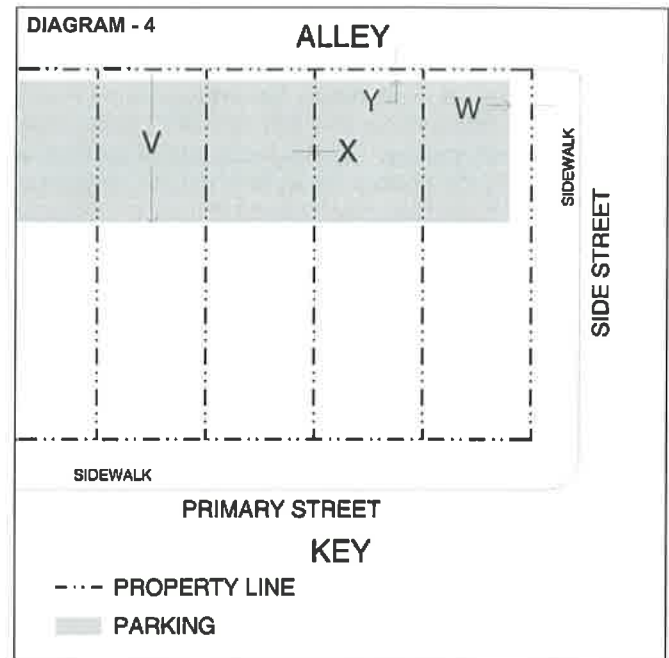 DIAGRAM - 4
ALLEY
Y
W
V
X
SIDEWALK
SIDE STREET
SIDEWALK
PRIMARY STREET
KEY
PROPERTY LINE
PARKING